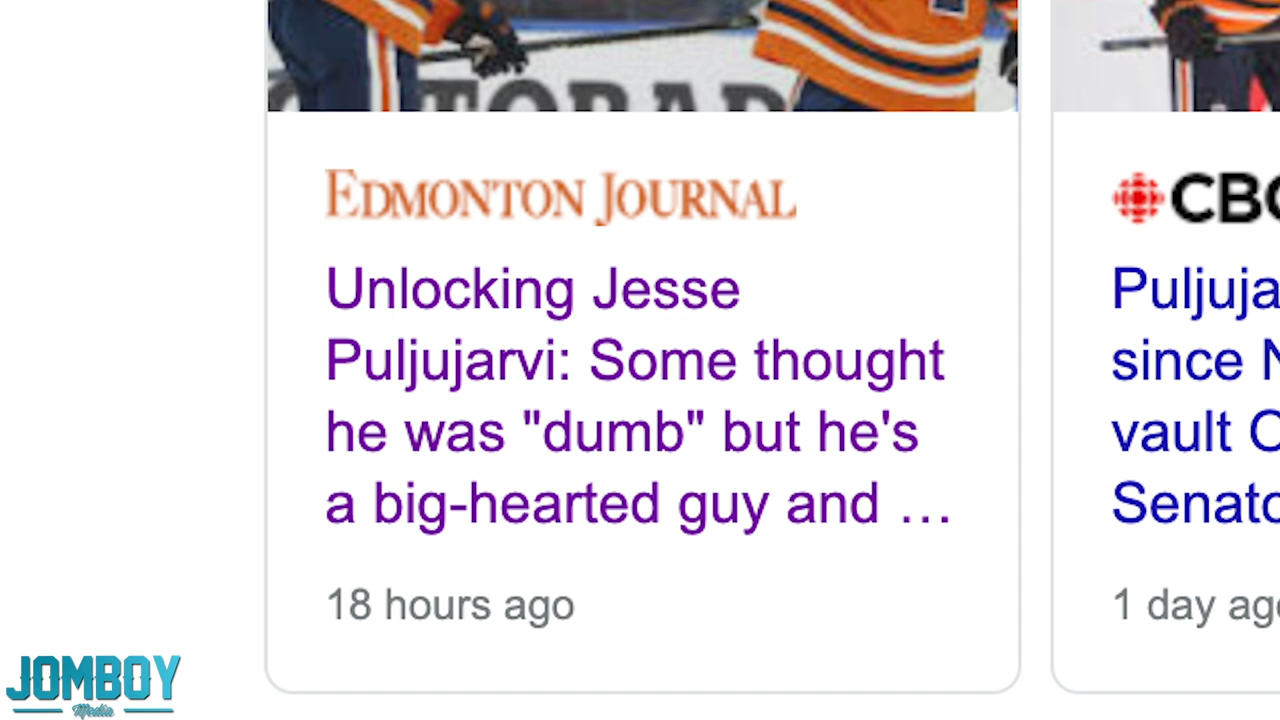 EDMONTON JOURNAL
Unlocking Jesse
Puljujarvi: Some thought
he was "dumb" but he's
a big-hearted guy and …
18 hours ago
CBC
Puljuja
since N
vault O
Senato
1 day ago
JOMBOY
Media